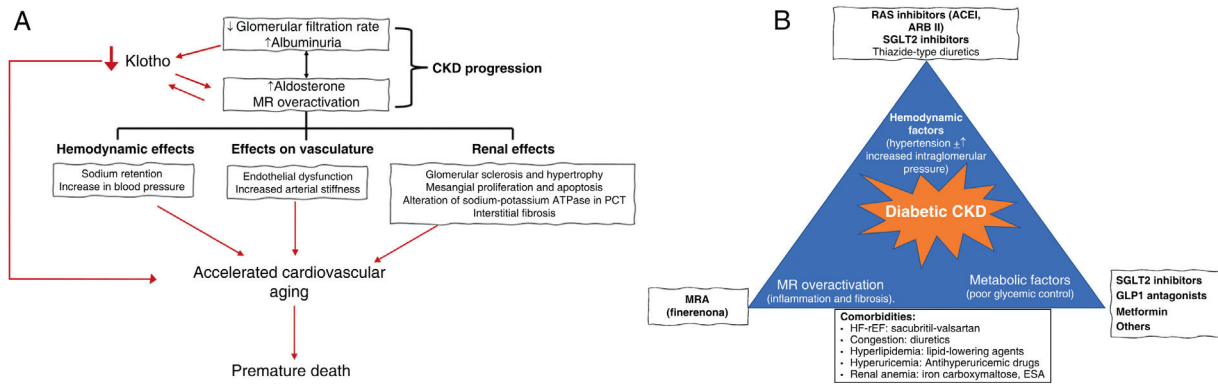 A
↓Glomerular filtration rate
↑Albuminuria
Klotho
CKD progression
↑Aldosterone
MR overactivation
Hemodynamic effects
Effects on vasculature
Renal effects
Sodium retention
Increase in blood pressure
Endothelial dysfunction
Increased arterial stiffness
Glomerular sclerosis and hypertrophy
Mesangial proliferation and apoptosis
Alteration of sodium-potassium ATPase in PCT
Interstitial fibrosis
Accelerated cardiovascular
aging
Premature death
B
RAS inhibitors (ACEI,
ARB II)
SGLT2 inhibitors
Thiazide-type diuretics
Hemodynamic
factors
(hypertension ±↑
increased intraglomerular
pressure)
Diabetic CKD
MR overactivation
(inflammation and fibrosis).
Metabolic factors
(poor glycemic control)
MRA
(finerenona)
SGLT2 inhibitors
GLP1 antagonists
Metformin
Others
Comorbidities:
• HF-rEF: sacubritil-valsartan
• Congestion: diuretics
• Hyperlipidemia: lipid-lowering agents
• Hyperuricemia: Antihyperuricemic drugs
• Renal anemia: iron carboxymaltose, ESA